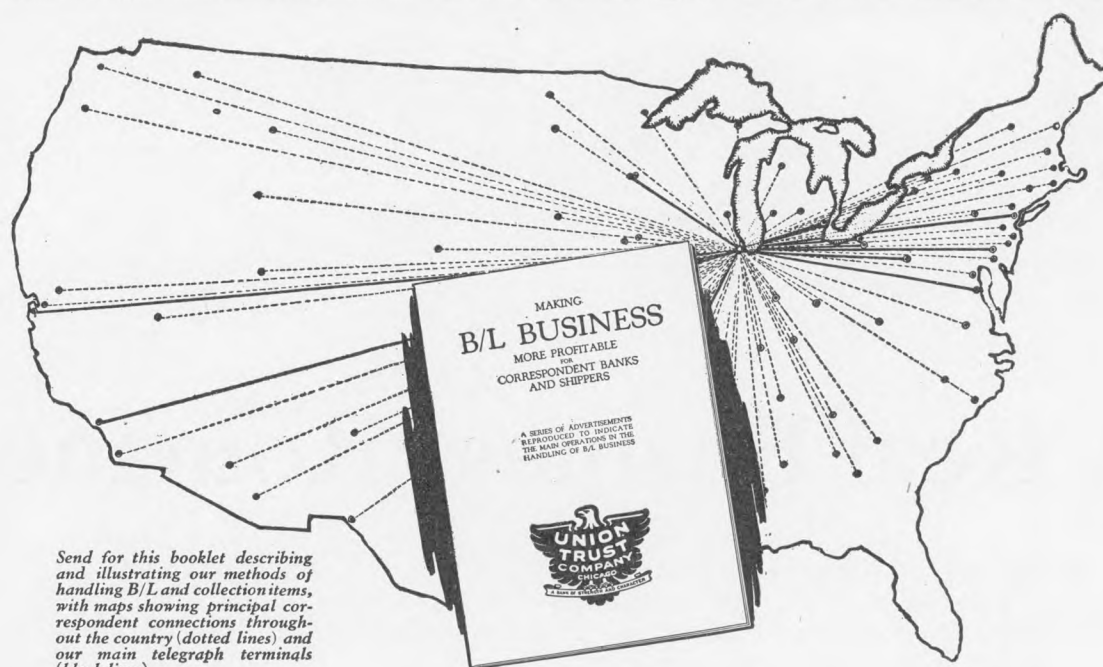 MAKING
B/L BUSINESS
MORE PROFITABLE
FOR
CORRESPONDENT BANKS
AND SHIPPERS
A SERIES OF ADVERTISEMENTS
REPRODUCED TO INDICATE
THE MAIN OPERATIONS IN THE
HANDLING OF B/L BUSINESS
UNION
TRUST
COMPANY
CHICAGO
A BANK OF STRENGTH AND CHARACTER
Send for this booklet describing
and illustrating our methods of
handling B/L and collection items,
with maps showing principal cor-
respondent connections through-
out the country (dotted lines) and
our main telegraph terminals